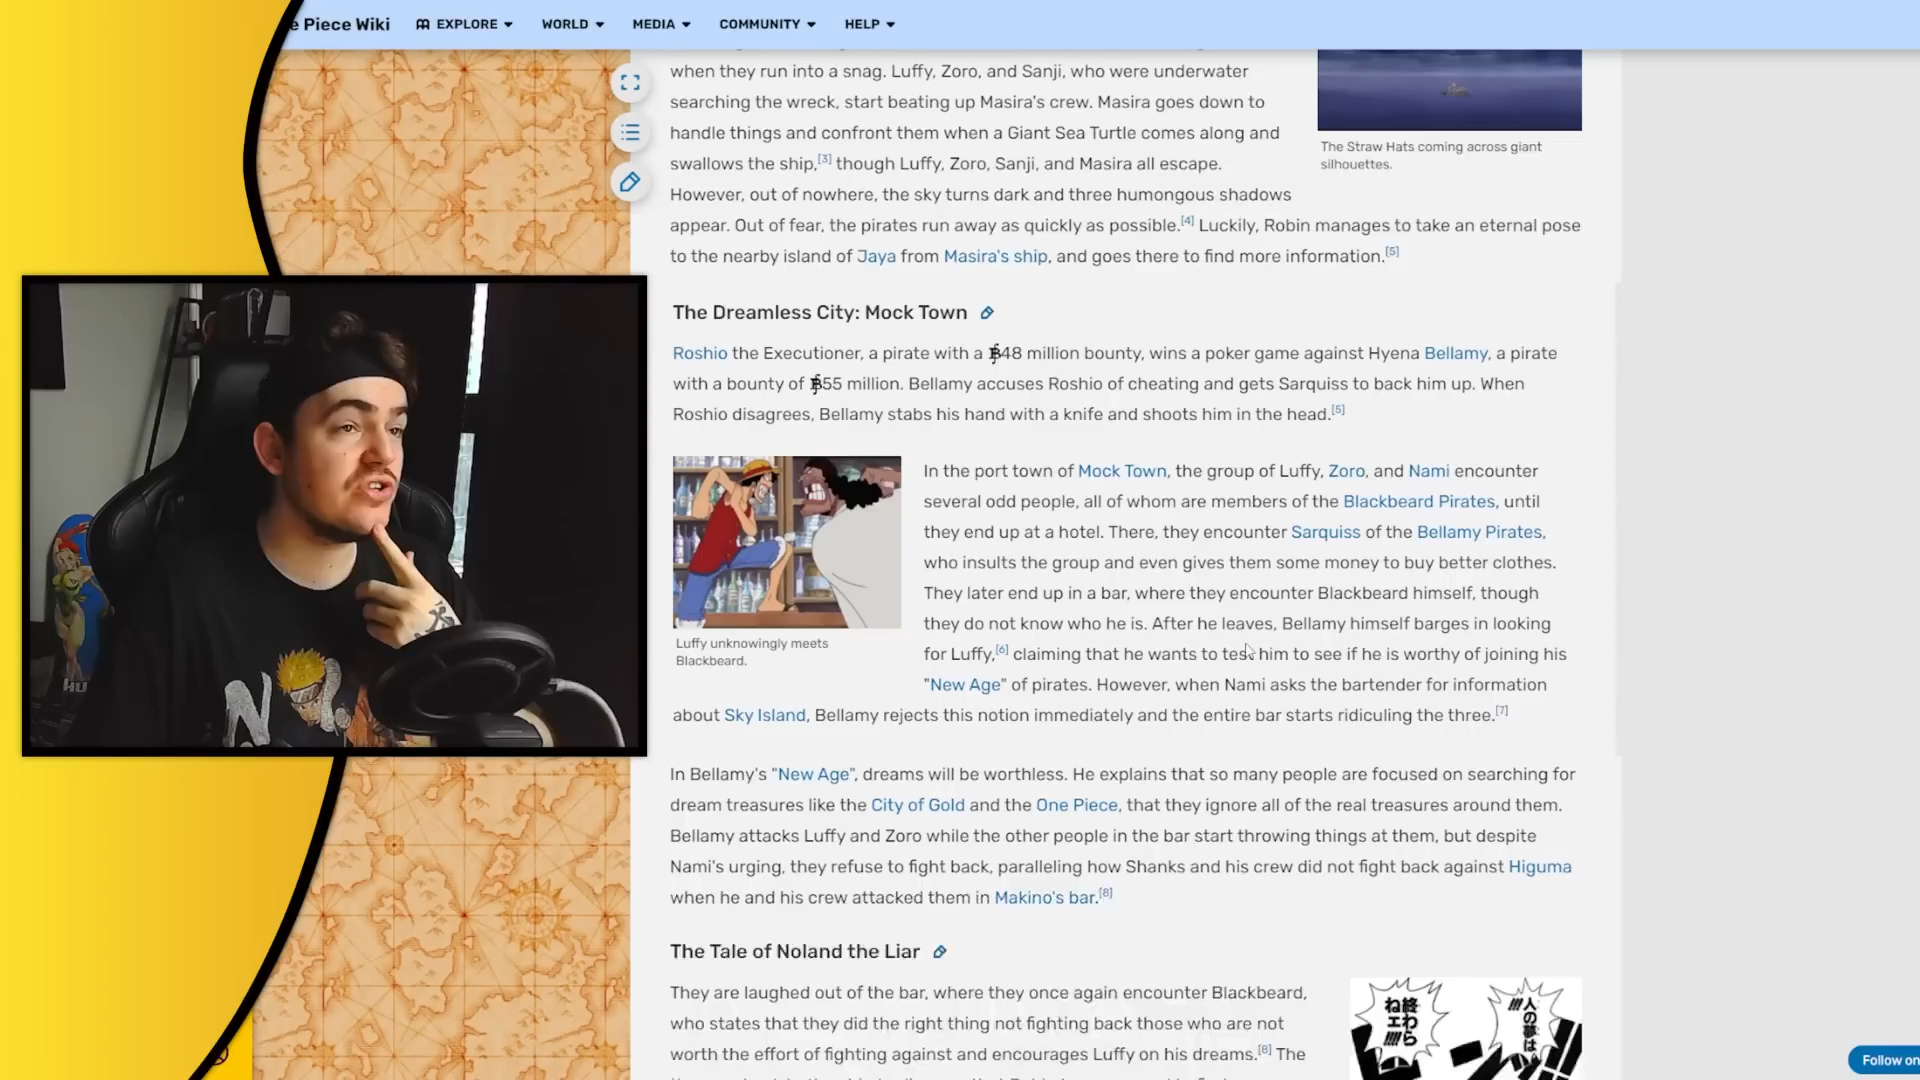 e Piece Wiki
EXPLORE
WORLD
MEDIA
COMMUNITY
HELP
when they run into a snag. Luffy, Zoro, and Sanji, who were underwater
searching the wreck, start beating up Masira's crew. Masira goes down to
handle things and confront them when a Giant Sea Turtle comes along and
swallows the ship,[3] though Luffy, Zoro, Sanji, and Masira all escape.
However, out of nowhere, the sky turns dark and three humongous shadows
appear. Out of fear, the pirates run away as quickly as possible.[4] Luckily, Robin manages to take an eternal pose
to the nearby island of Jaya from Masira's ship, and goes there to find more information.[5]
The Straw Hats coming across giant
silhouettes.
The Dreamless City: Mock Town
Roshio the Executioner, a pirate with a ฿48 million bounty, wins a poker game against Hyena Bellamy, a pirate
with a bounty of ฿55 million. Bellamy accuses Roshio of cheating and gets Sarquiss to back him up. When
Roshio disagrees, Bellamy stabs his hand with a knife and shoots him in the head.[5]
Luffy unknowingly meets
Blackbeard.
In the port town of Mock Town, the group of Luffy, Zoro, and Nami encounter
several odd people, all of whom are members of the Blackbeard Pirates, until
they end up at a hotel. There, they encounter Sarquiss of the Bellamy Pirates,
who insults the group and even gives them some money to buy better clothes.
They later end up in a bar, where they encounter Blackbeard himself, though
they do not know who he is. After he leaves, Bellamy himself barges in looking
for Luffy,[6] claiming that he wants to test him to see if he is worthy of joining his
"New Age" of pirates. However, when Nami asks the bartender for information
about Sky Island, Bellamy rejects this notion immediately and the entire bar starts ridiculing the three.[7]
In Bellamy's "New Age", dreams will be worthless. He explains that so many people are focused on searching for
dream treasures like the City of Gold and the One Piece, that they ignore all of the real treasures around them.
Bellamy attacks Luffy and Zoro while the other people in the bar start throwing things at them, but despite
Nami's urging, they refuse to fight back, paralleling how Shanks and his crew did not fight back against Higuma
when he and his crew attacked them in Makino's bar.[8]
The Tale of Noland the Liar
They are laughed out of the bar, where they once again encounter Blackbeard,
who states that they did the right thing not fighting back those who are not
worth the effort of fighting against and encourages Luffy on his dreams.[8] The
人の夢は
!!!!
終わら
ねェ!!!!
Follow on